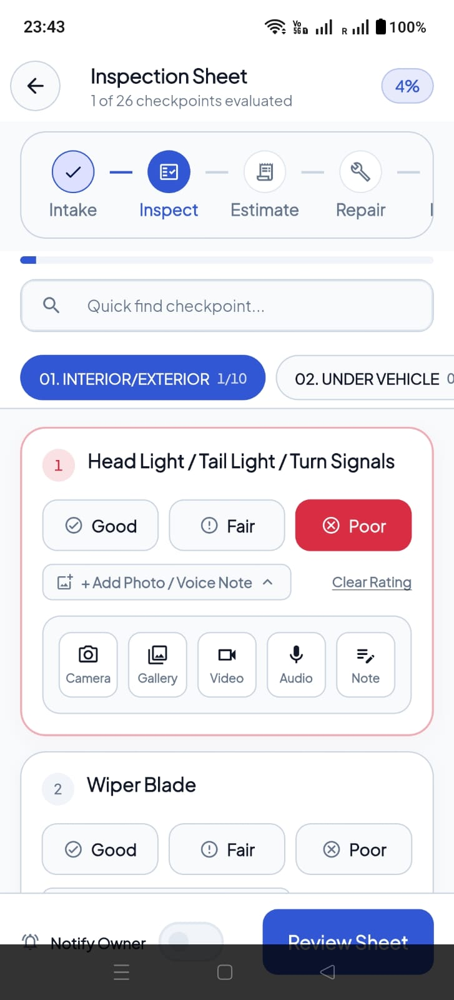 23:43
Vo 5G D R 100%
Inspection Sheet
1 of 26 checkpoints evaluated
4%
Intake Inspect Estimate Repair
Quick find checkpoint...
01. INTERIOR/EXTERIOR 1/10 02. UNDER VEHICLE 0
1 Head Light / Tail Light / Turn Signals
Good Fair Poor
+ Add Photo / Voice Note Clear Rating
Camera Gallery Video Audio Note
2 Wiper Blade
Good Fair Poor
Notify Owner Review Sheet